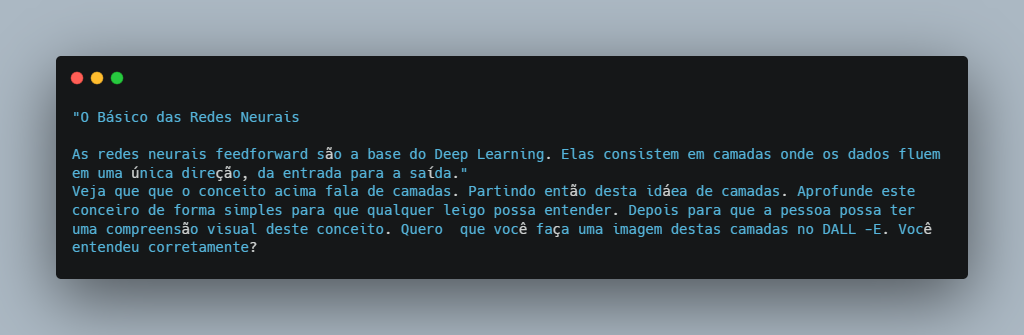 "O Básico das Redes Neurais
As redes neurais feedforward são a base do Deep Learning. Elas consistem em camadas onde os dados fluem
em uma única direção, da entrada para a saída."
Veja que que o conceito acima fala de camadas. Partindo então desta idáea de camadas. Aprofunde este
conceiro de forma simples para que qualquer leigo possa entender. Depois para que a pessoa possa ter
uma compreensão visual deste conceito. Quero  que você faça uma imagem destas camadas no DALL -E. Você
entendeu corretamente?